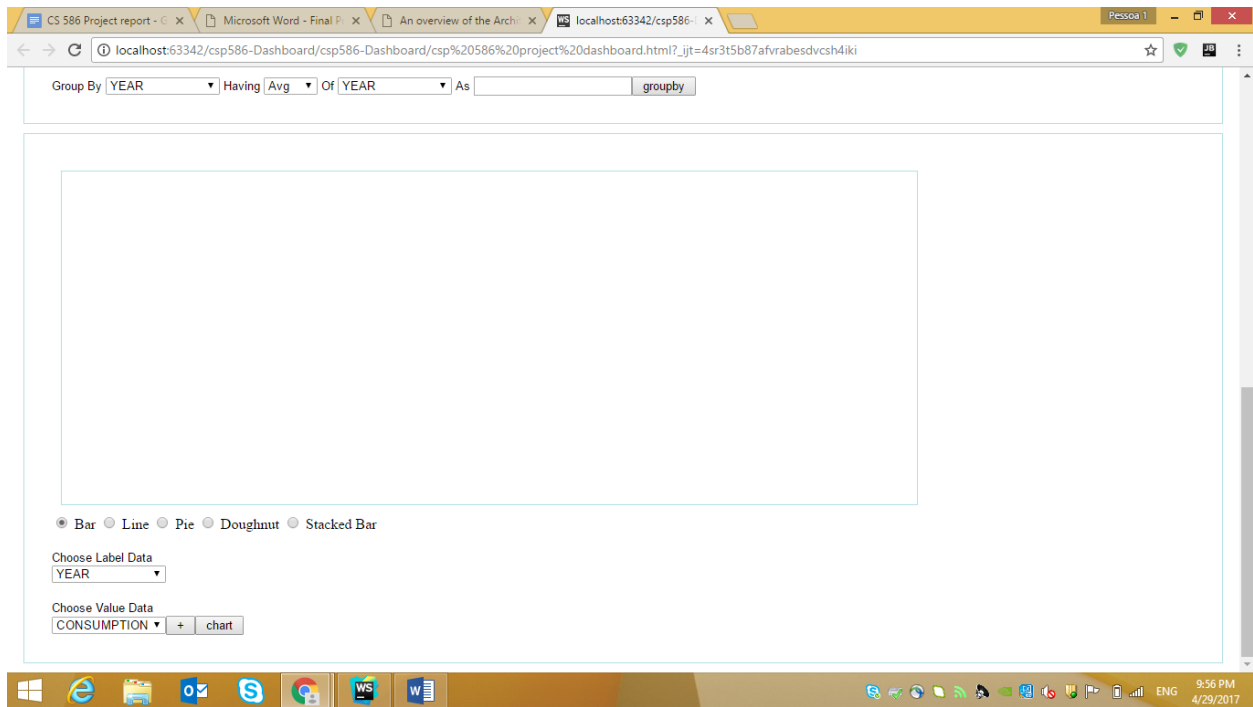 CS 586 Project report - G
Microsoft Word - Final P
An overview of the Archi
localhost:63342/csp586-
Pessoa 1
localhost:63342/csp586-Dashboard/csp586-Dashboard/csp%20586%20project%20dashboard.html?_ijt=4sr3t5b87afvrabesdvcsh4iki
Group By YEAR Having Avg Of YEAR As groupby
Bar Line Pie Doughnut Stacked Bar
Choose Label Data
YEAR
Choose Value Data
CONSUMPTION + chart
ENG 9:56 PM
4/29/2017